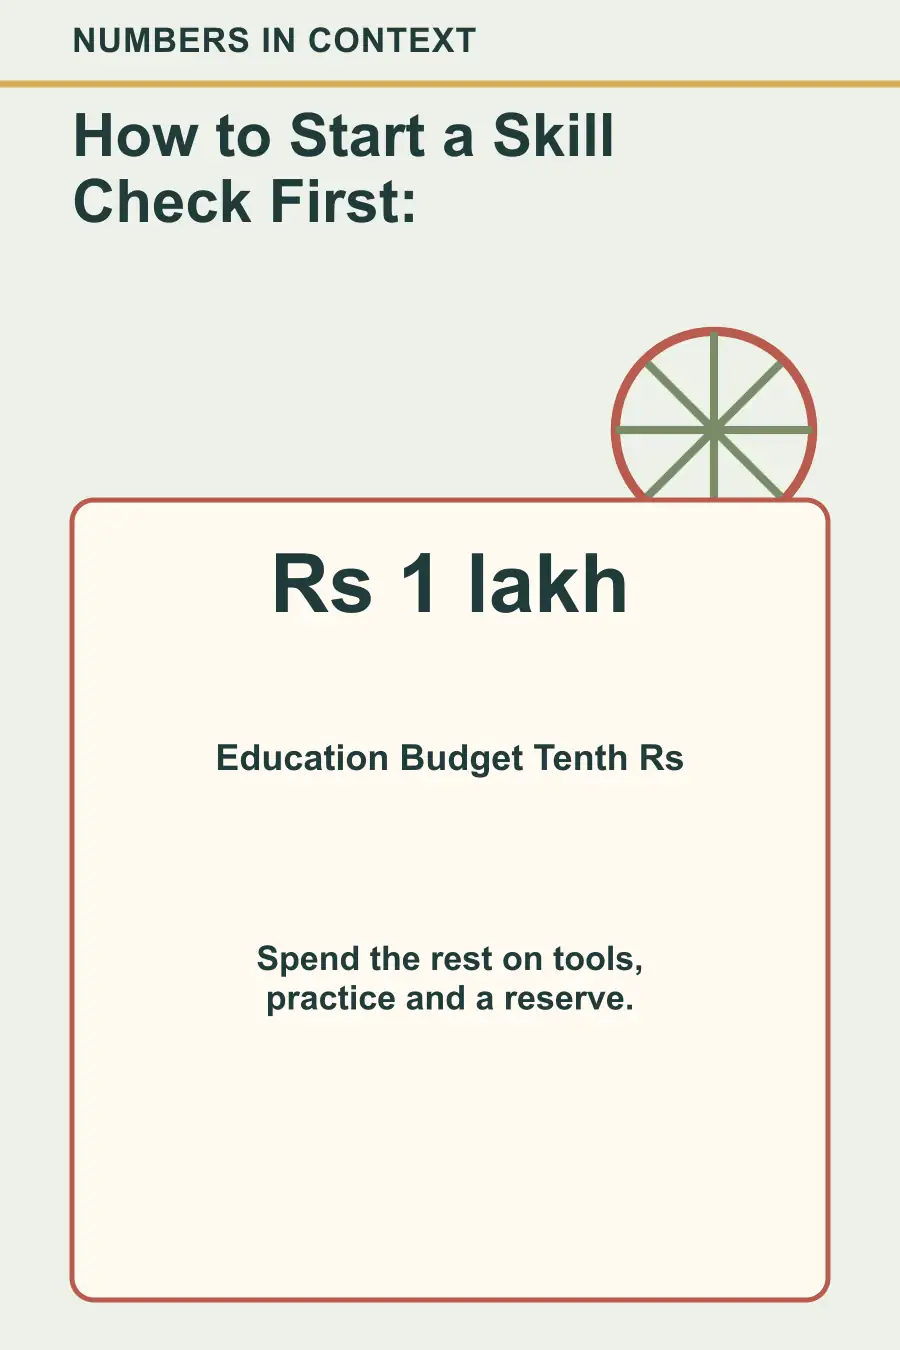 NUMBERS IN CONTEXT
How to Start a Skill
Check First:
Rs 1 lakh
Education Budget Tenth Rs
Spend the rest on tools,
practice and a reserve.